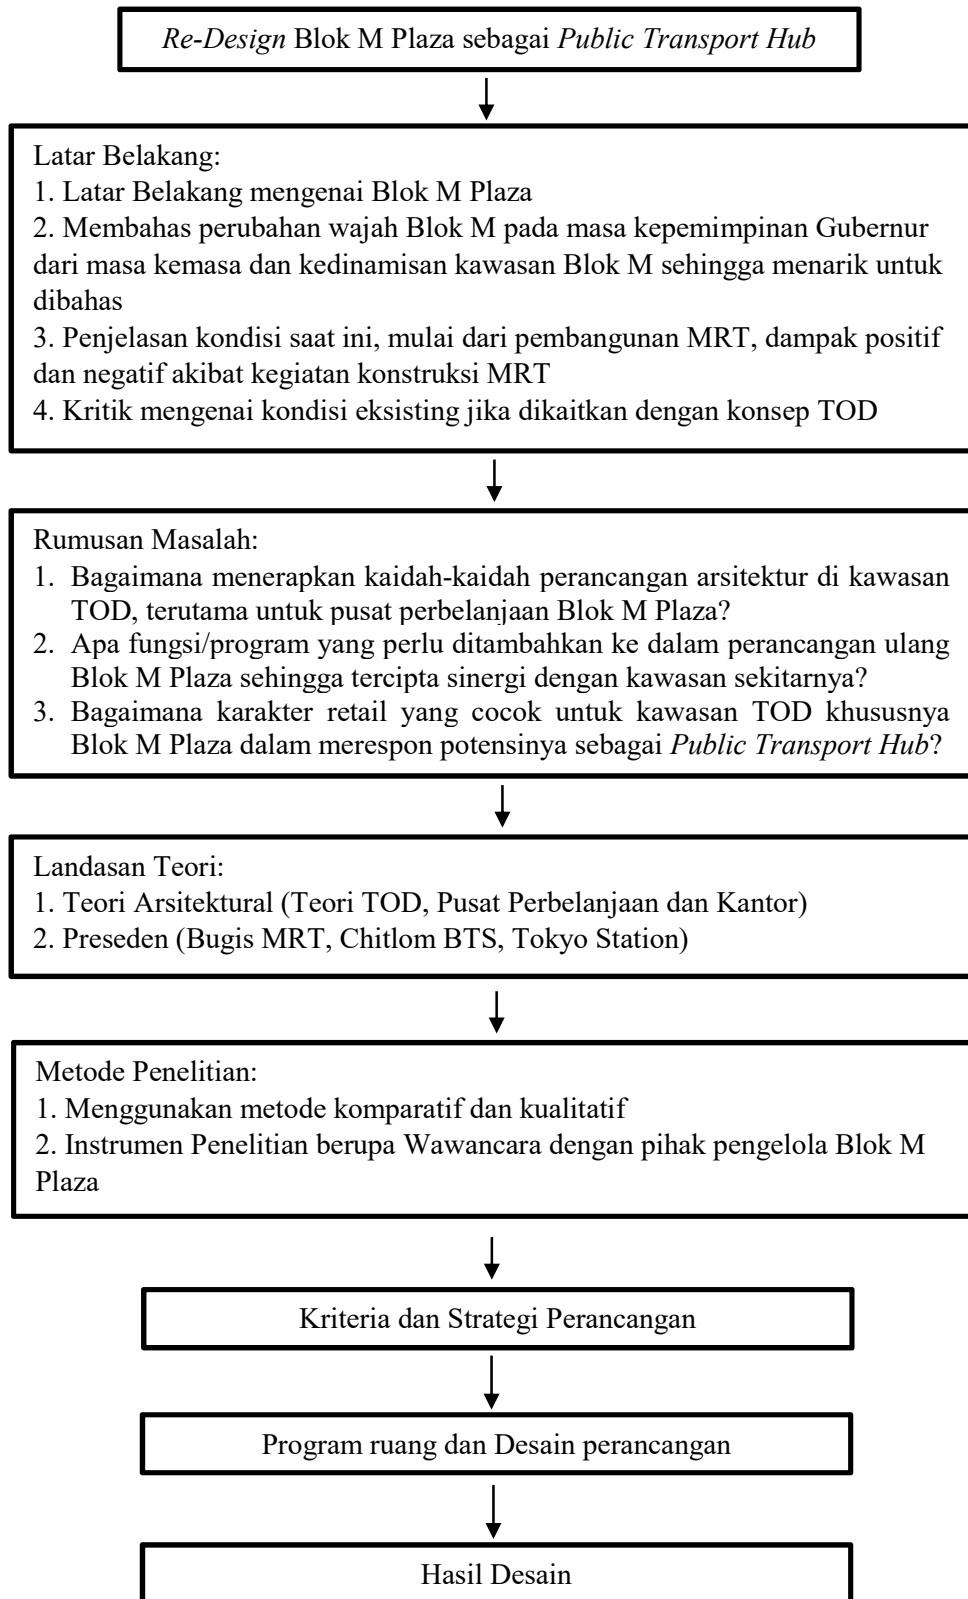 Re-Design Blok M Plaza sebagai Public Transport Hub
Latar Belakang:
1. Latar Belakang mengenai Blok M Plaza
2. Membahas perubahan wajah Blok M pada masa kepemimpinan Gubernur
dari masa kemasa dan kedinamisan kawasan Blok M sehingga menarik untuk
dibahas
3. Penjelasan kondisi saat ini, mulai dari pembangunan MRT, dampak positif
dan negatif akibat kegiatan konstruksi MRT
4. Kritik mengenai kondisi eksisting jika dikaitkan dengan konsep TOD
Rumusan Masalah:
1. Bagaimana menerapkan kaidah-kaidah perancangan arsitektur di kawasan
TOD, terutama untuk pusat perbelanjaan Blok M Plaza?
2. Apa fungsi/program yang perlu ditambahkan ke dalam perancangan ulang
Blok M Plaza sehingga tercipta sinergi dengan kawasan sekitarnya?
3. Bagaimana karakter retail yang cocok untuk kawasan TOD khususnya
Blok M Plaza dalam merespon potensinya sebagai Public Transport Hub?
Landasan Teori:
1. Teori Arsitektural (Teori TOD, Pusat Perbelanjaan dan Kantor)
2. Preseden (Bugis MRT, Chitlom BTS, Tokyo Station)
Metode Penelitian:
1. Menggunakan metode komparatif dan kualitatif
2. Instrumen Penelitian berupa Wawancara dengan pihak pengelola Blok M
Plaza
Kriteria dan Strategi Perancangan
Program ruang dan Desain perancangan
Hasil Desain